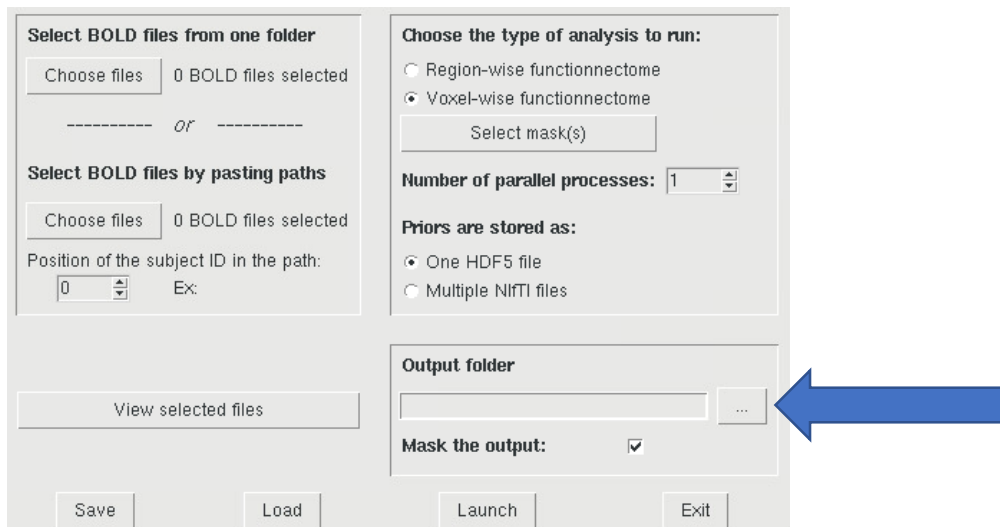 Select BOLD files from one folder
Choose files
0 BOLD files selected
---------- or ----------
Select BOLD files by pasting paths
Choose files
0 BOLD files selected
Position of the subject ID in the path:
0
Ex:
View selected files
Choose the type of analysis to run:
Region-wise functionnectome
Voxel-wise functionnectome
Select mask(s)
Number of parallel processes: 1
Priors are stored as:
One HDF5 file
Multiple NIfTI files
Output folder
...
Mask the output:
Save
Load
Launch
Exit